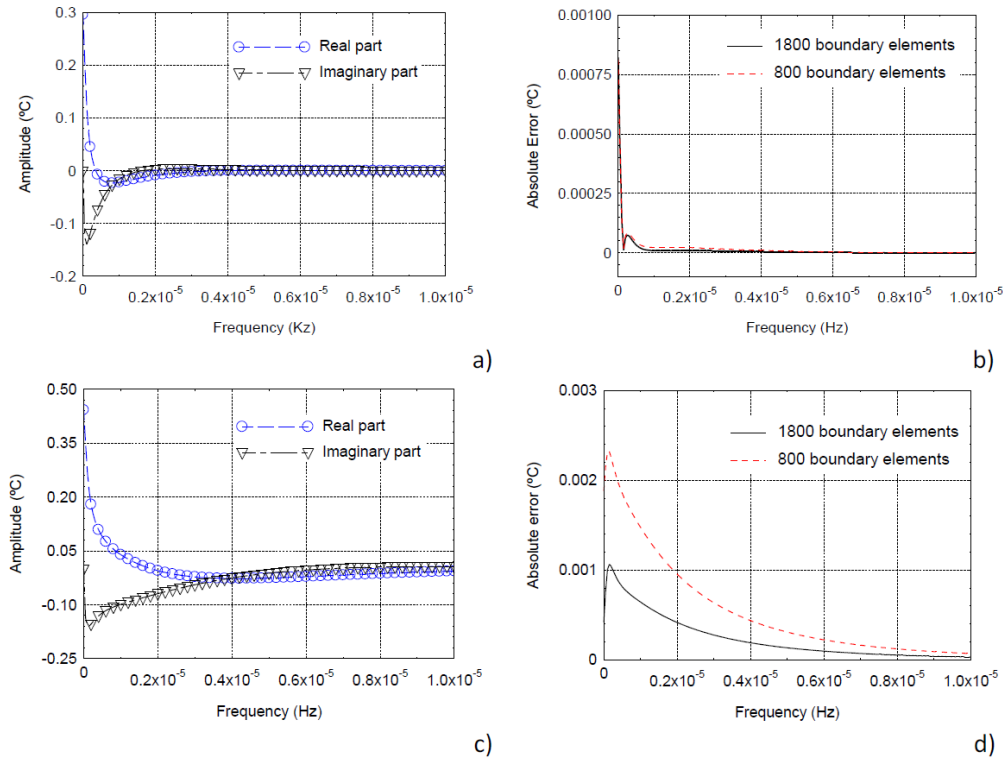 0.3
0.2
0.1
0
-0.1
-0.2
Amplitude (ºC)
Real part
Imaginary part
0
0.2x10-5
0.4x10-5
0.6x10-5
0.8x10-5
1.0x10-5
Frequency (Kz)
a)
0.00100
0.00075
0.00050
0.00025
0
Absolute Error (ºC)
1800 boundary elements
800 boundary elements
0
0.2x10-5
0.4x10-5
0.6x10-5
0.8x10-5
1.0x10-5
Frequency (Hz)
b)
0.50
0.35
0.20
0.05
-0.10
-0.25
Amplitude (ºC)
Real part
Imaginary part
0
0.2x10-5
0.4x10-5
0.6x10-5
0.8x10-5
1.0x10-5
Frequency (Hz)
c)
0.003
0.002
0.001
0
Absolute error (ºC)
1800 boundary elements
800 boundary elements
0
0.2x10-5
0.4x10-5
0.6x10-5
0.8x10-5
1.0x10-5
Frequency (Hz)
d)